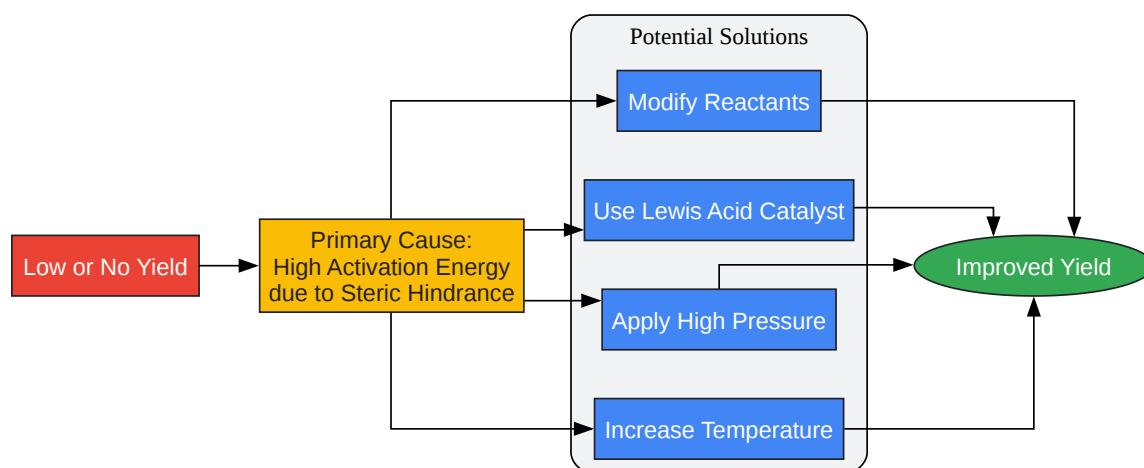 Potential Solutions
Modify Reactants
Use Lewis Acid Catalyst
Low or No Yield
Primary Cause:
High Activation Energy
due to Steric Hindrance
Improved Yield
Apply High Pressure
Increase Temperature